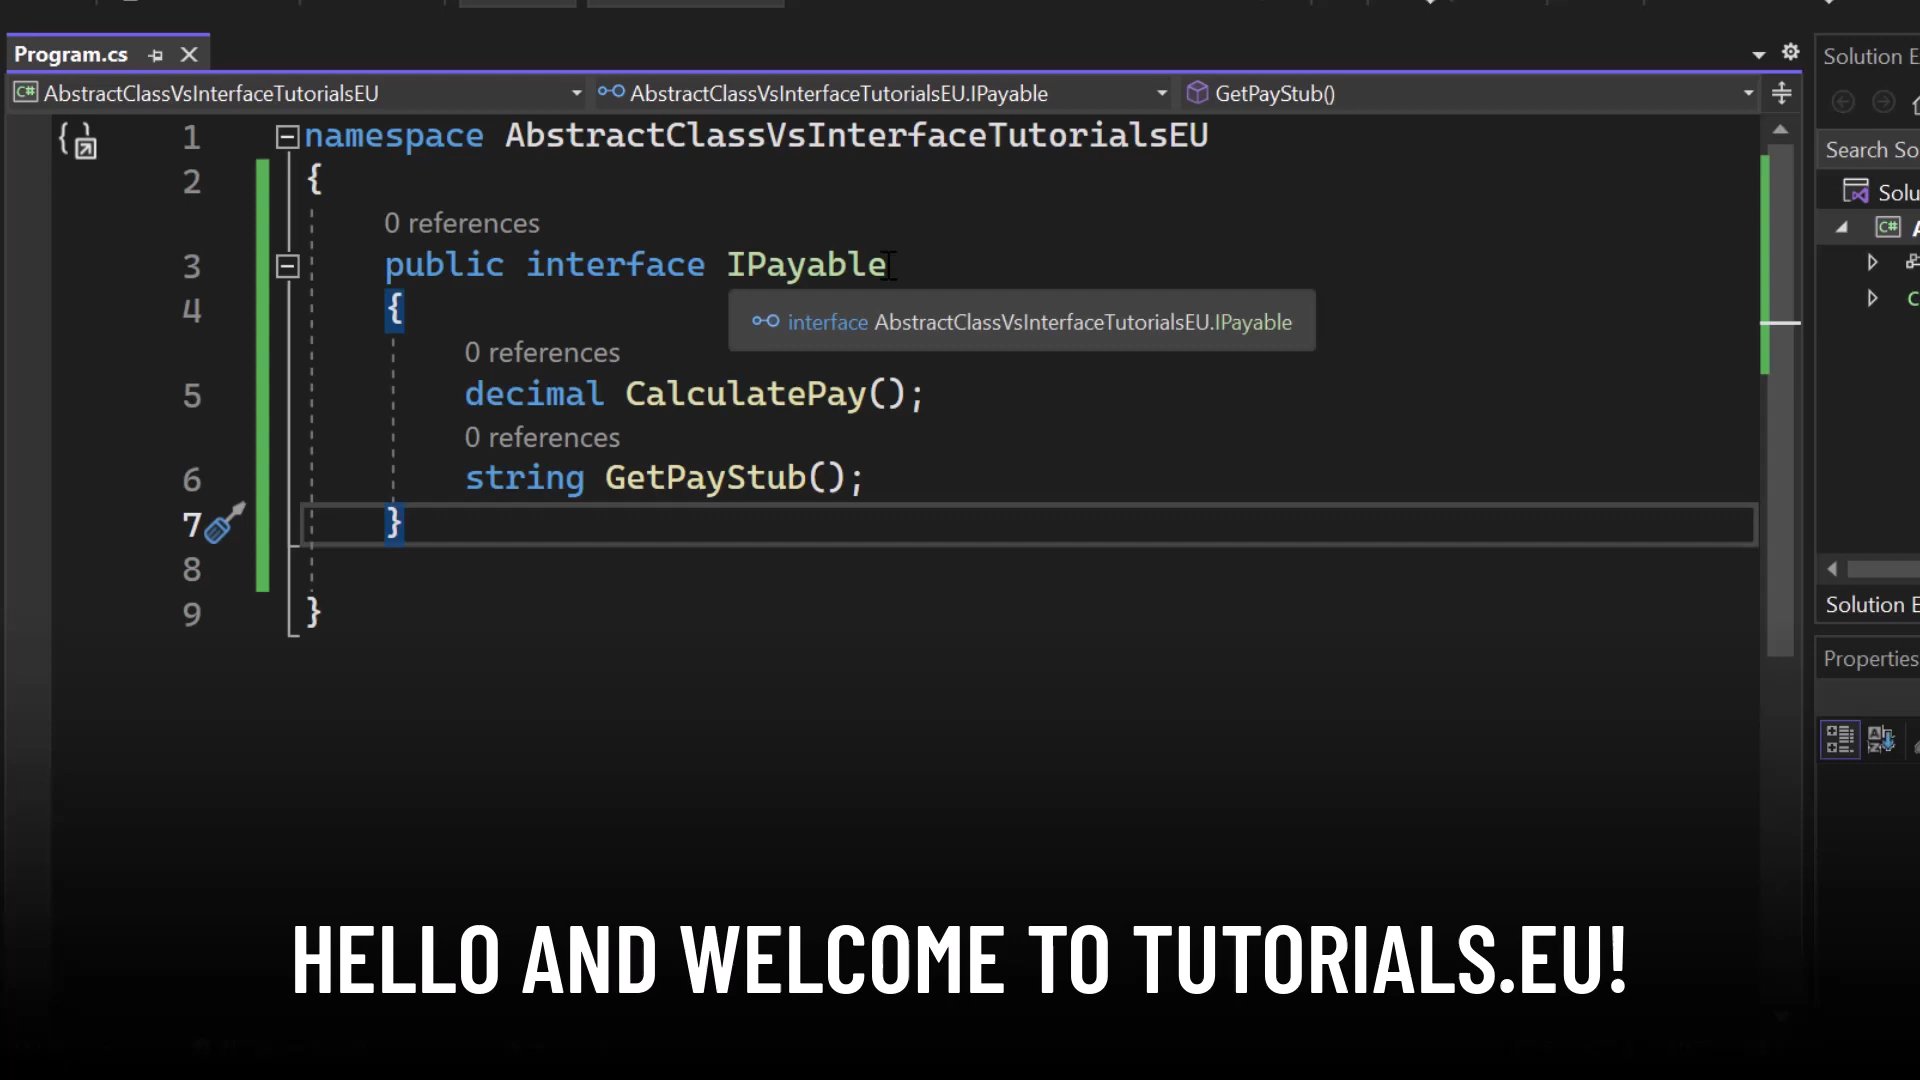 Program.cs
Solution E
C# AbstractClassVsInterfaceTutorialsEU
AbstractClassVsInterfaceTutorialsEU.IPayable
GetPayStub()
1 namespace AbstractClassVsInterfaceTutorialsEU
2 {
0 references
3 public interface IPayable
4 {
interface AbstractClassVsInterfaceTutorialsEU.IPayable
0 references
5 decimal CalculatePay();
0 references
6 string GetPayStub();
7 }
8
9 }
Search So
Solu
C# A
C
Solution E
Properties
HELLO AND WELCOME TO TUTORIALS.EU!